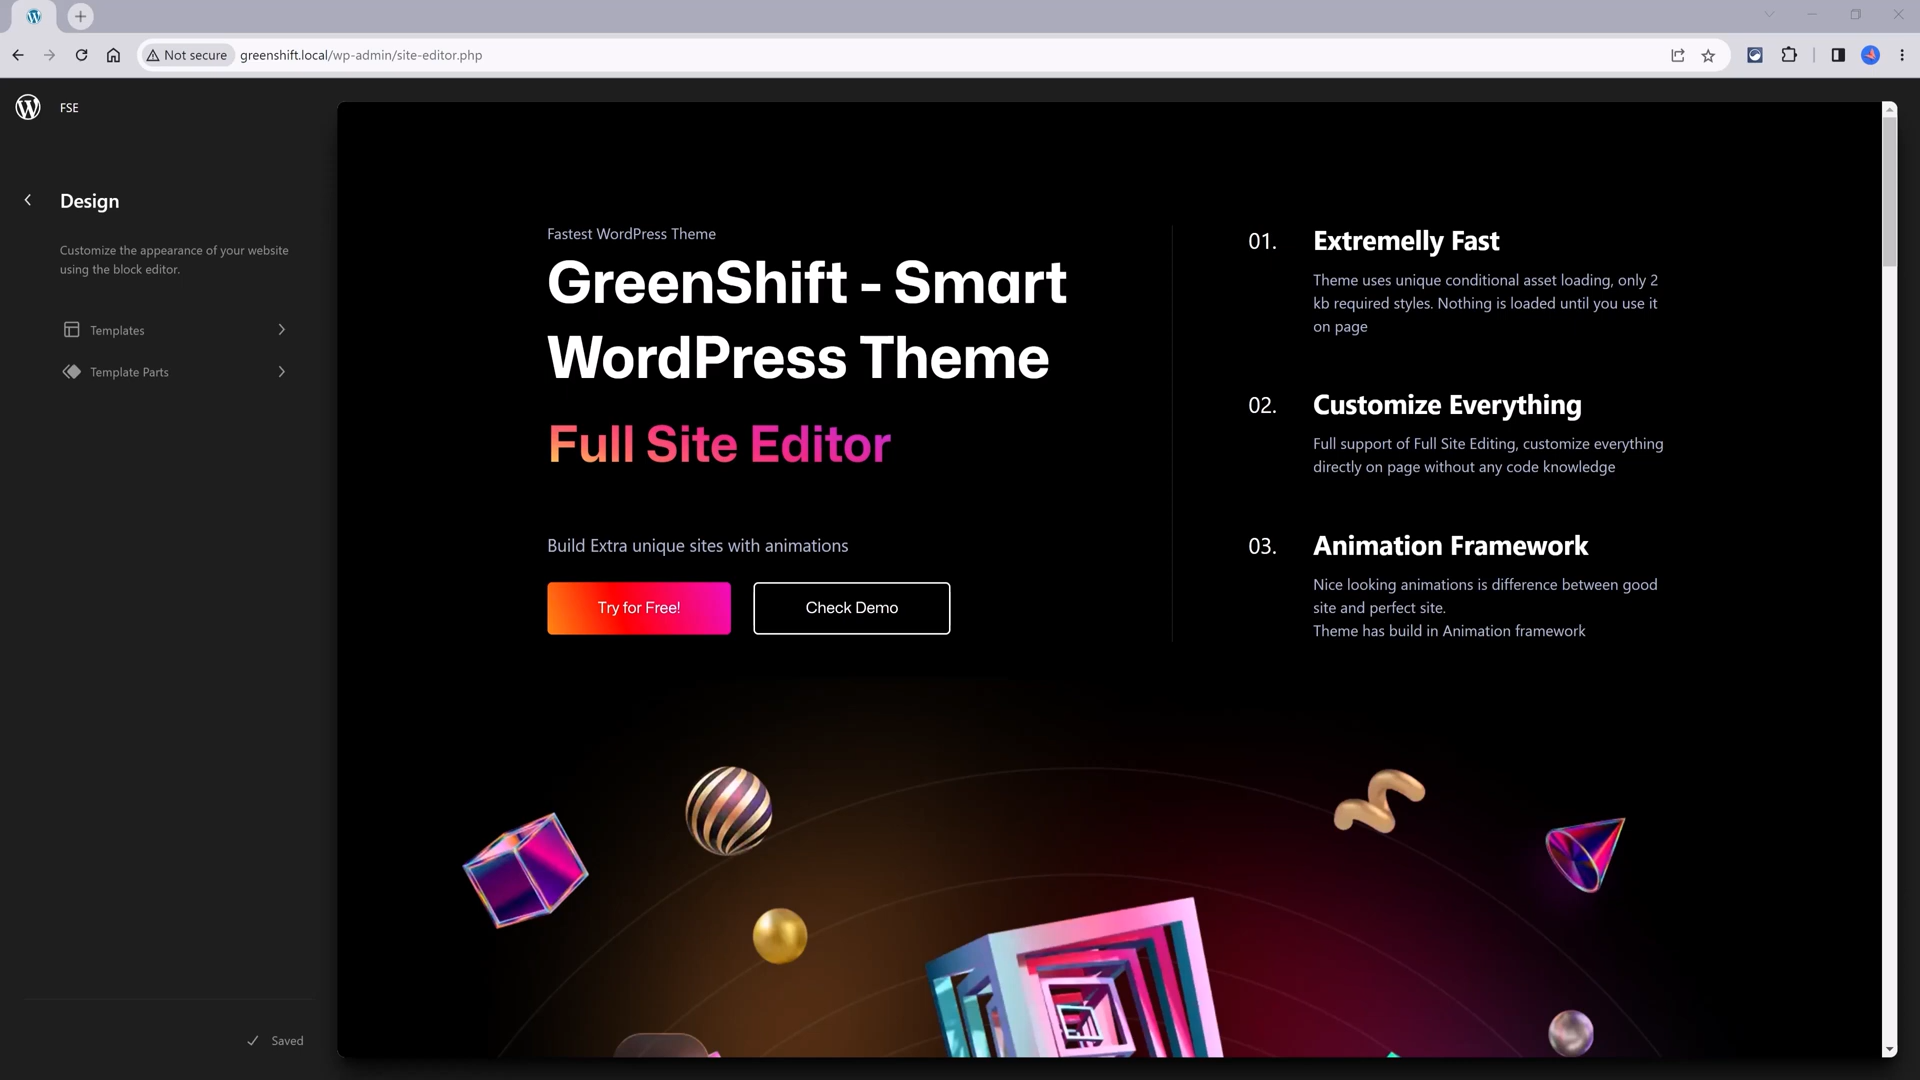 Not secure
greenshift.local/wp-admin/site-editor.php
FSE
Design
Customize the appearance of your website
using the block editor.
Templates
Template Parts
Saved
Fastest WordPress Theme
GreenShift - Smart
WordPress Theme
Full Site Editor
Build Extra unique sites with animations
Try for Free!
Check Demo
01.
Extremelly Fast
Theme uses unique conditional asset loading, only 2
kb required styles. Nothing is loaded until you use it
on page
02.
Customize Everything
Full support of Full Site Editing, customize everything
directly on page without any code knowledge
03.
Animation Framework
Nice looking animations is difference between good
site and perfect site.
Theme has build in Animation framework